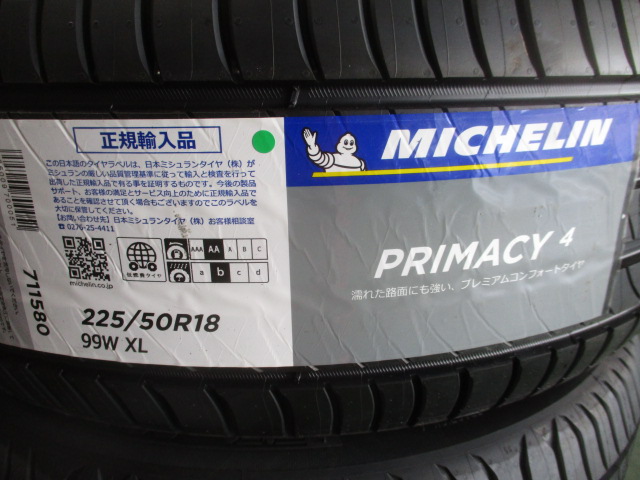 正規輸入品
この日本語のタイヤラベルは、日本ミシュランタイヤ(株)が
ミシュランの厳しい品質管理基準に従って輸入と検査を行って
出荷した正規輸入品で有る事を証明するものです。今後の製品
サポート、お客様の満足とサービス向上のために正規輸入品で
あることを確認させて頂く場合もございますのでこのラベルを
大切に保管してください。
【お問い合わせ先】日本ミシュランタイヤ(株)お客様相談室
0276-25-4411
michelin.co.jp
低燃費タイヤ
AAA AA A B C
a b c d
711580
225/50R18
99W XL
MICHELIN
PRIMACY 4
濡れた路面にも強い、プレミアムコンフォートタイヤ